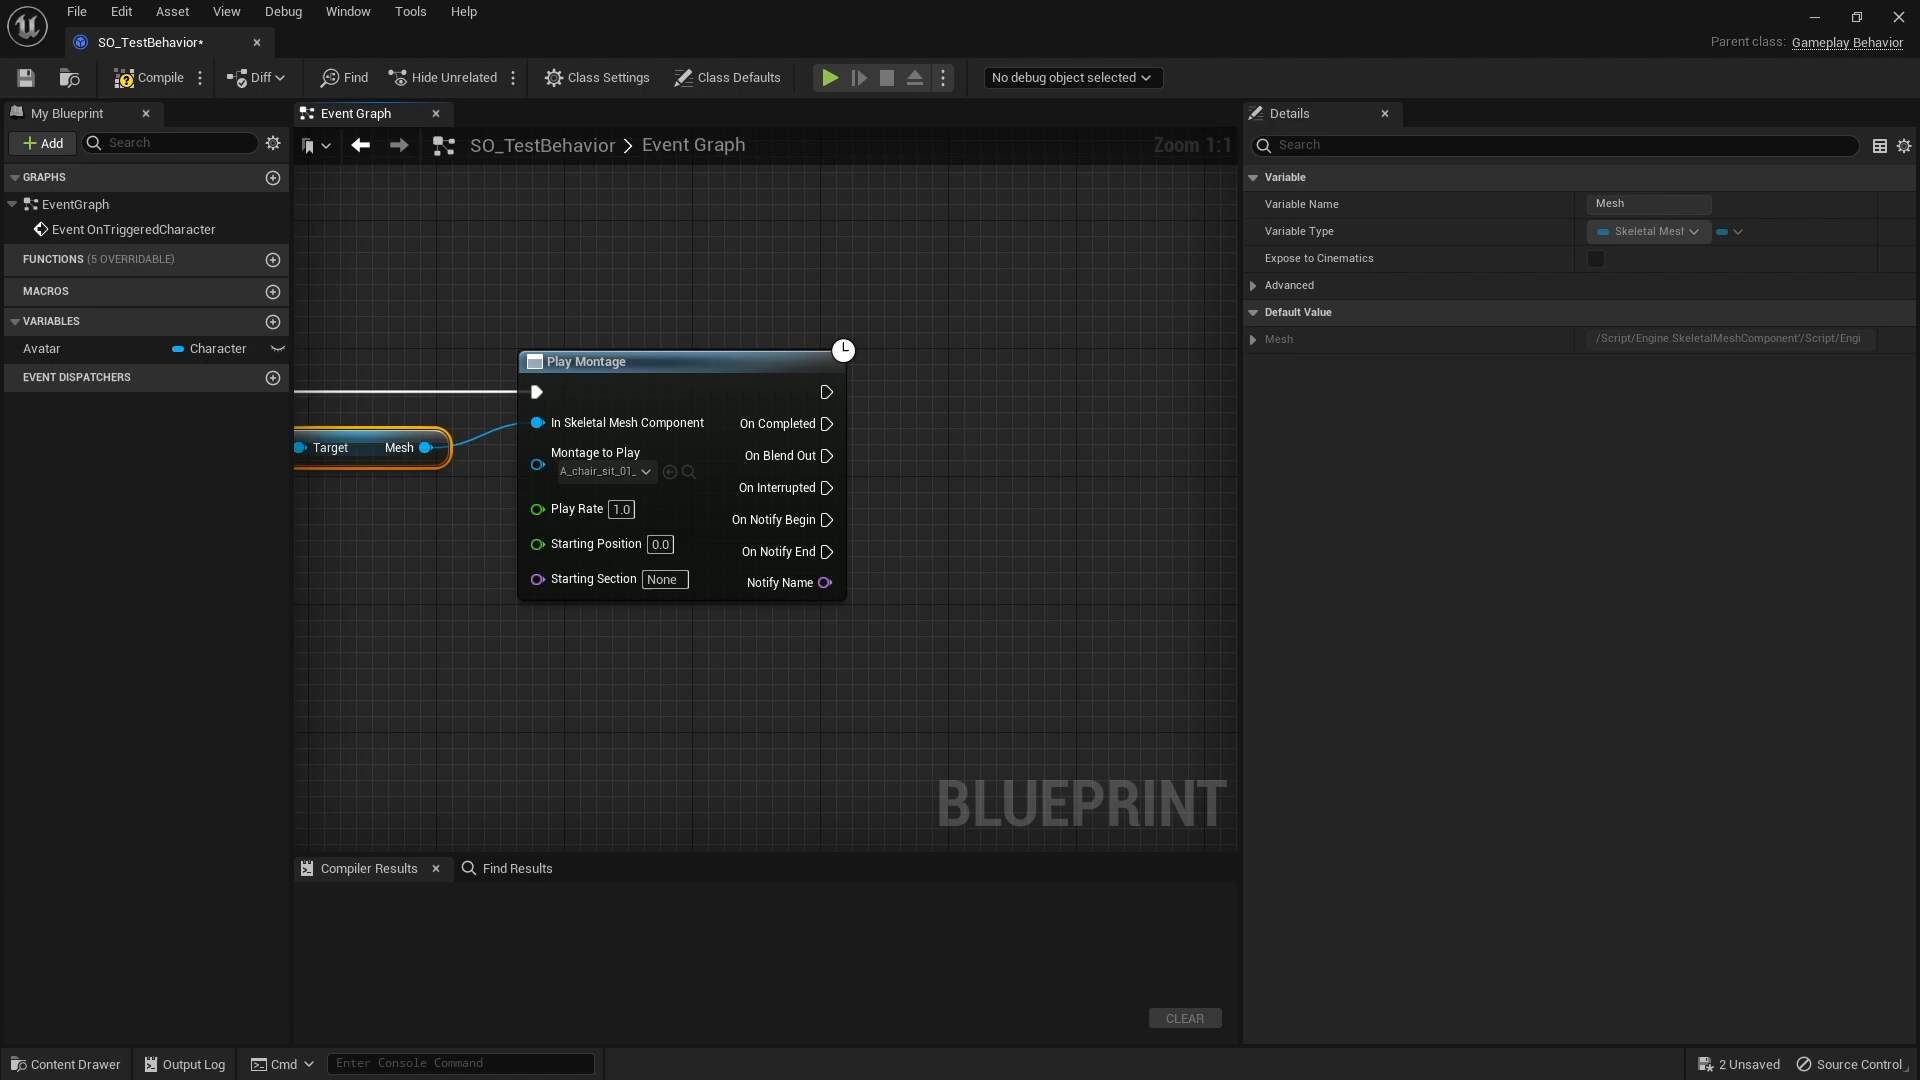 File Edit Asset View Debug Window Tools Help
SO_TestBehavior*
Parent class: Gameplay Behavior
Compile Diff Find Hide Unrelated Class Settings Class Defaults No debug object selected
My Blueprint
Event Graph
Details
Add Search
SO_TestBehavior > Event Graph Zoom 1:1
Search
GRAPHS
EventGraph
Event OnTriggeredCharacter
FUNCTIONS (5 OVERRIDABLE)
MACROS
VARIABLES
Avatar Character
EVENT DISPATCHERS
Play Montage
Target Mesh
In Skeletal Mesh Component
Montage to Play
A_chair_sit_01_
Play Rate 1.0
Starting Position 0.0
Starting Section None
On Completed
On Blend Out
On Interrupted
On Notify Begin
On Notify End
Notify Name
BLUEPRINT
Variable
Variable Name Mesh
Variable Type Skeletal Mesh
Expose to Cinematics
Advanced
Default Value
Mesh /Script/Engine.SkeletalMeshComponent'/Script/Engi
Compiler Results Find Results
CLEAR
Content Drawer Output Log Cmd Enter Console Command 2 Unsaved Source Control